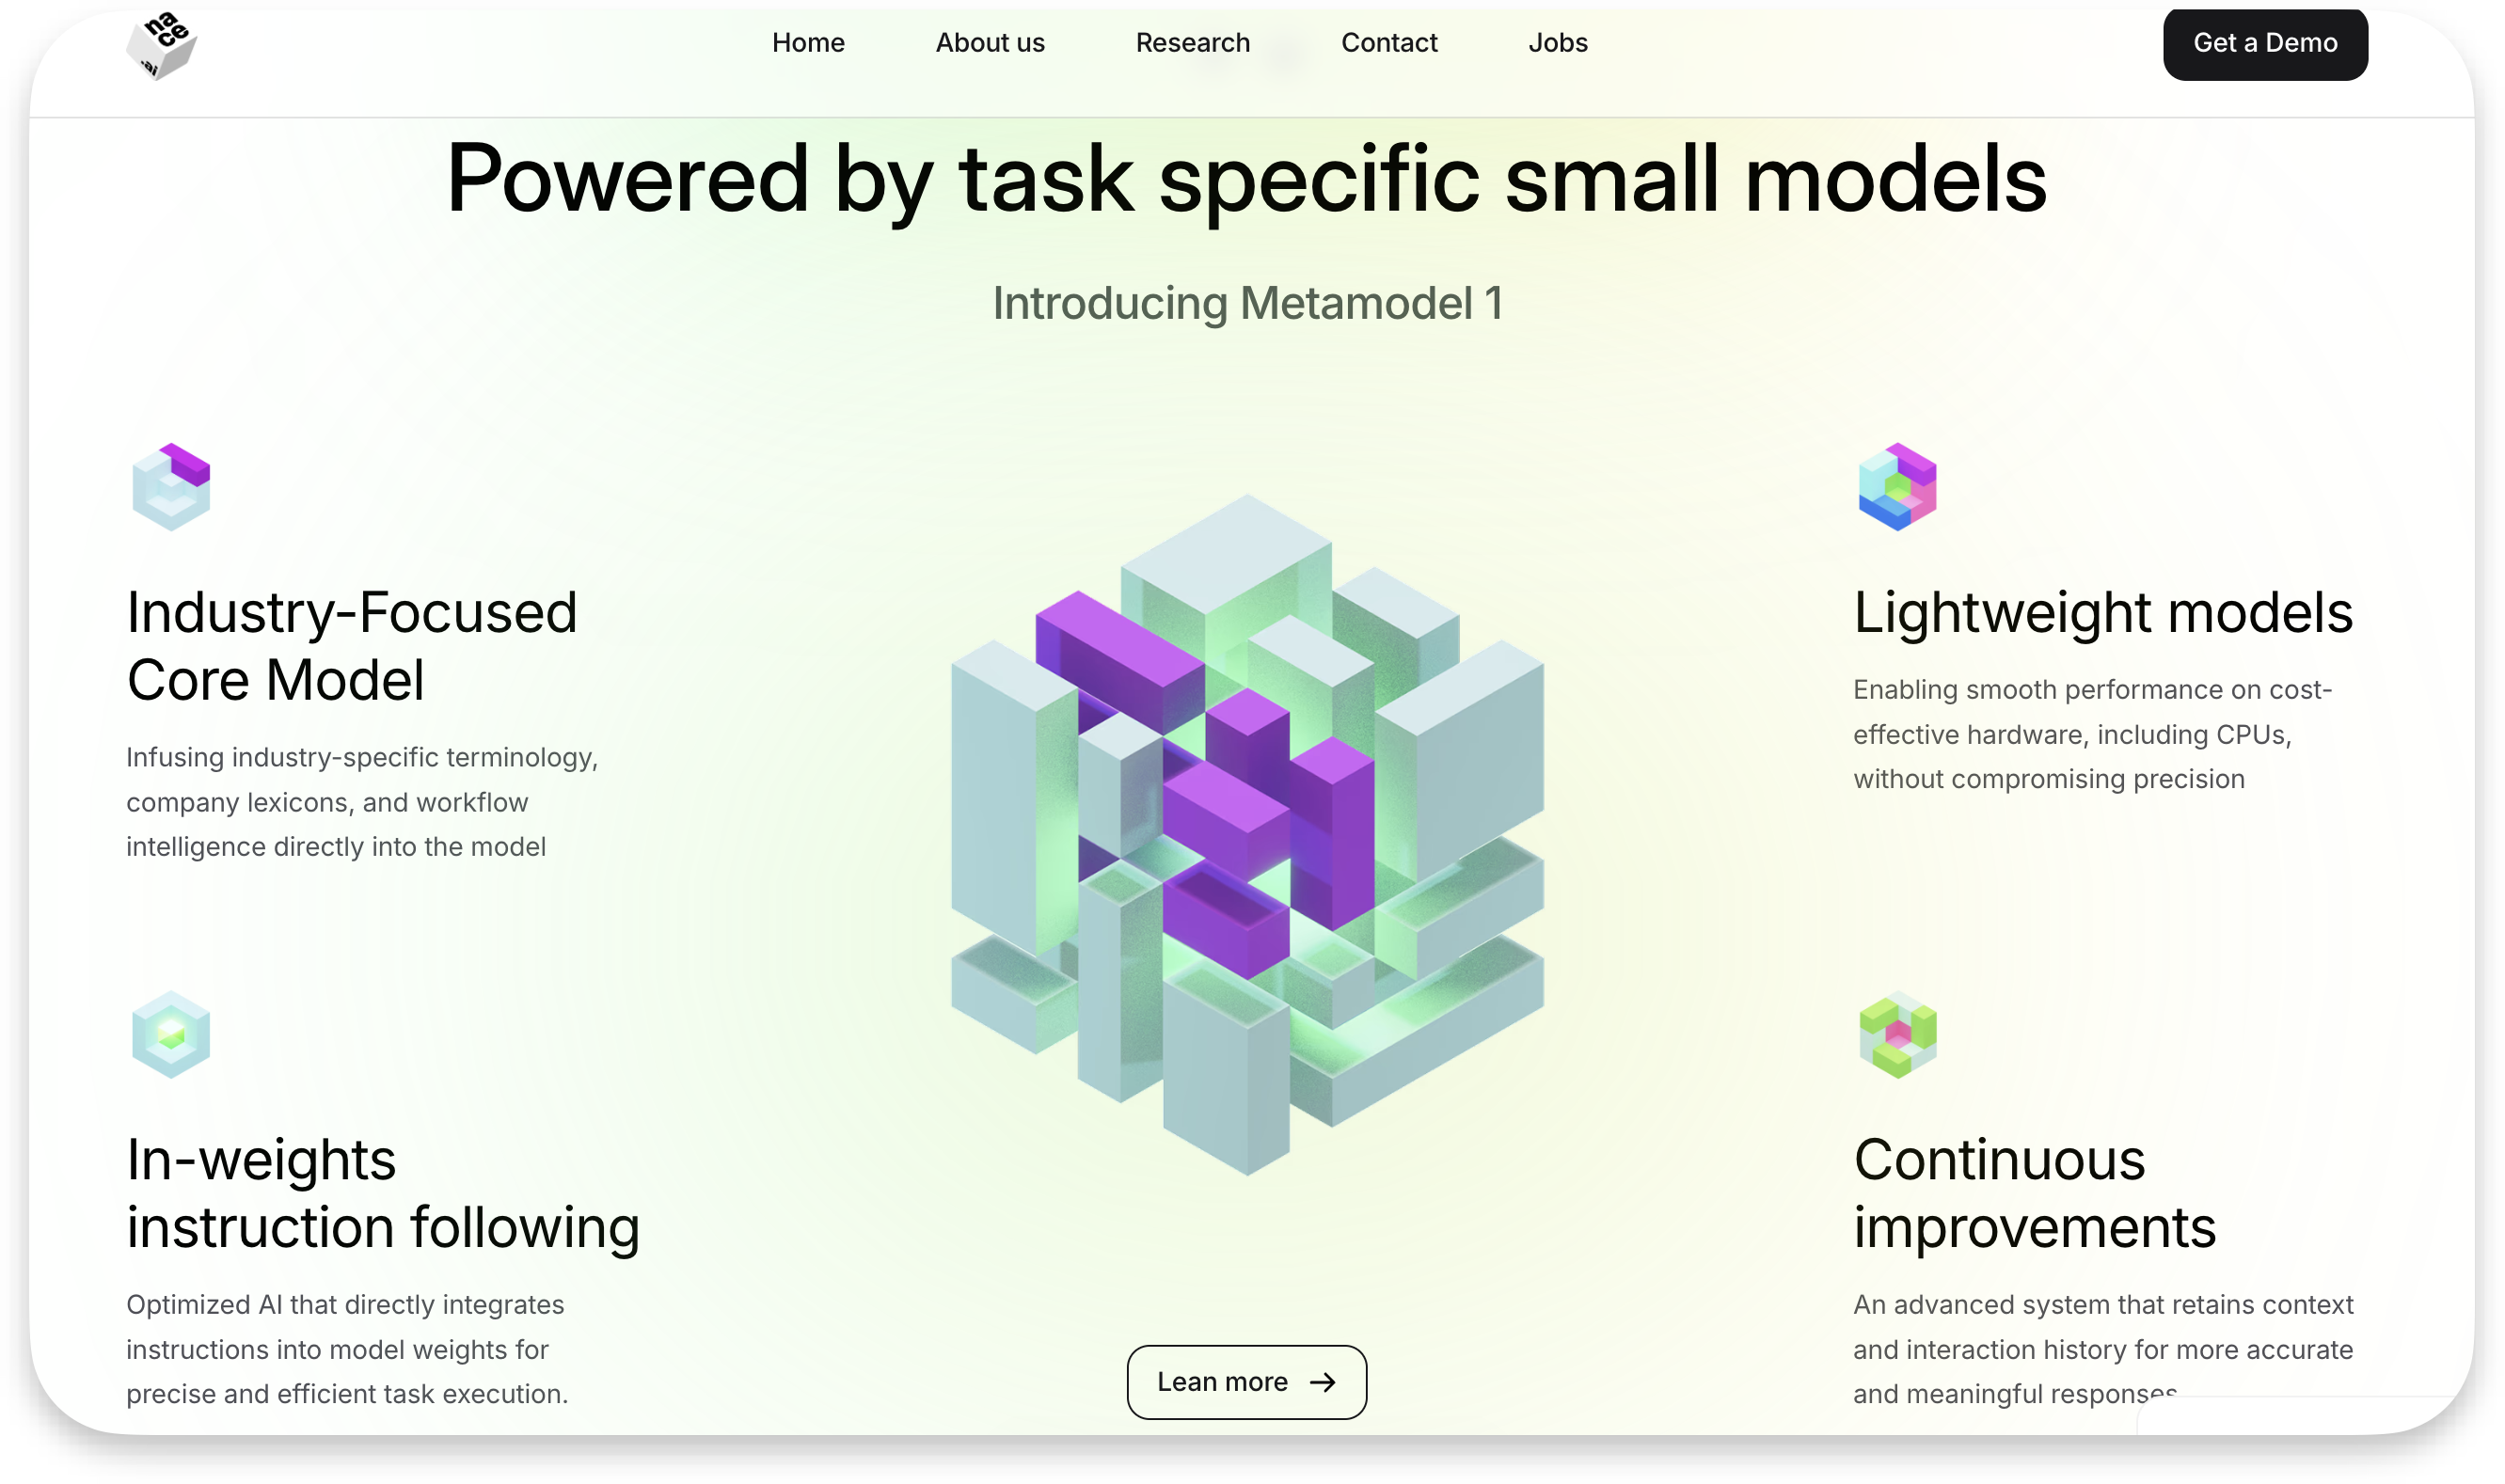 nace
.ai
Home
About us
Research
Contact
Jobs
Get a Demo
Powered by task specific small models
Introducing Metamodel 1
Industry-Focused
Core Model
Infusing industry-specific terminology,
company lexicons, and workflow
intelligence directly into the model
Lightweight models
Enabling smooth performance on cost-
effective hardware, including CPUs,
without compromising precision
In-weights
instruction following
Optimized AI that directly integrates
instructions into model weights for
precise and efficient task execution.
Continuous
improvements
An advanced system that retains context
and interaction history for more accurate
and meaningful responses
Lean more →